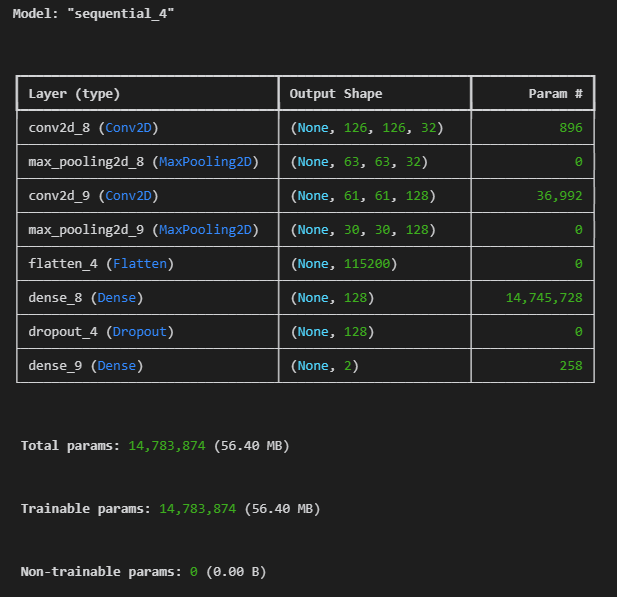 Model: "sequential_4"
Layer (type) Output Shape Param #
conv2d_8 (Conv2D) (None, 126, 126, 32) 896
max_pooling2d_8 (MaxPooling2D) (None, 63, 63, 32) 0
conv2d_9 (Conv2D) (None, 61, 61, 128) 36,992
max_pooling2d_9 (MaxPooling2D) (None, 30, 30, 128) 0
flatten_4 (Flatten) (None, 115200) 0
dense_8 (Dense) (None, 128) 14,745,728
dropout_4 (Dropout) (None, 128) 0
dense_9 (Dense) (None, 2) 258
Total params: 14,783,874 (56.40 MB)
Trainable params: 14,783,874 (56.40 MB)
Non-trainable params: 0 (0.00 B)